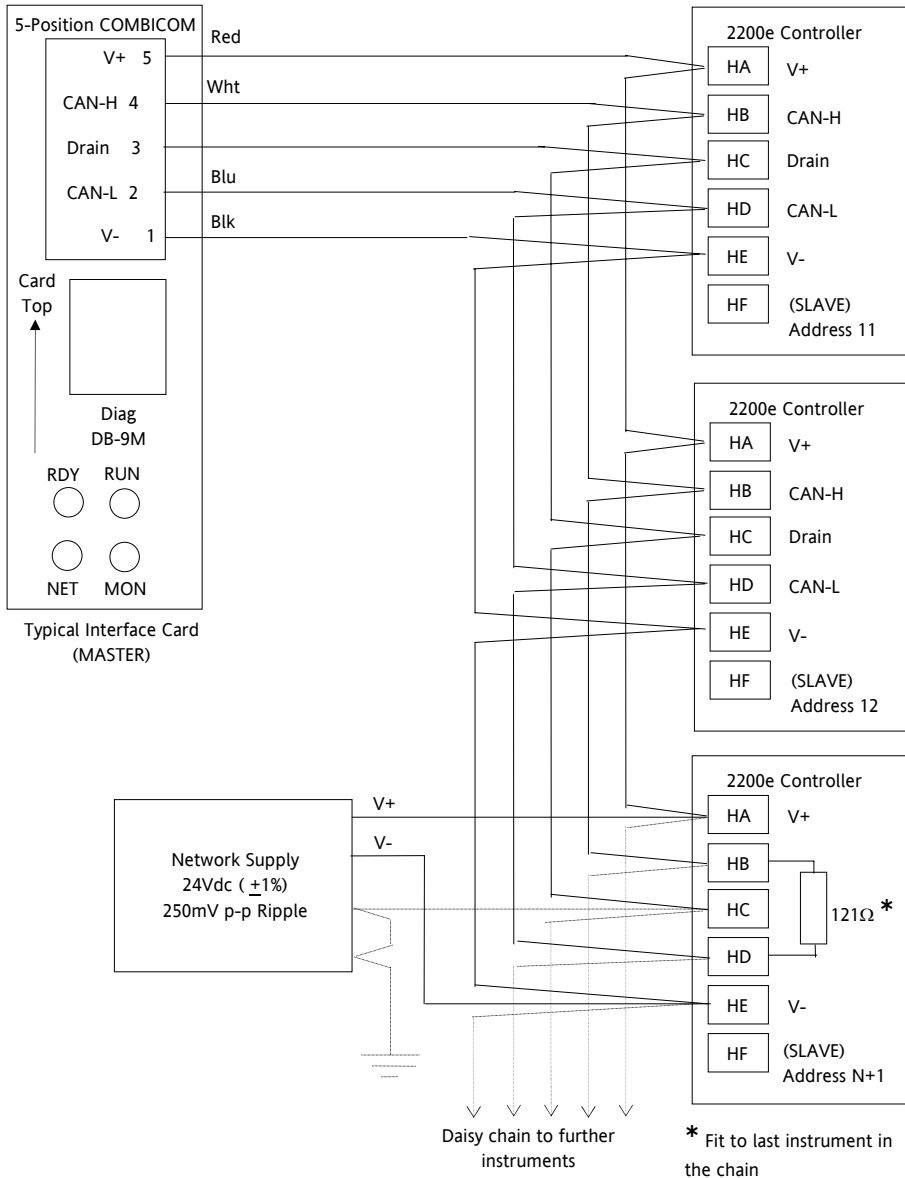 5-Position COMBICOM
V+ 5
CAN-H 4
Drain 3
CAN-L 2
V- 1
Red
Wht
Blu
Blk
Card
Top
Diag
DB-9M
RDY RUN
NET MON
Typical Interface Card
(MASTER)
2200e Controller
HA V+
HB CAN-H
HC Drain
HD CAN-L
HE V-
HF (SLAVE)
Address 11
2200e Controller
HA V+
HB CAN-H
HC Drain
HD CAN-L
HE V-
HF (SLAVE)
Address 12
2200e Controller
HA V+
HB
HC
HD
121Ω *
HE V-
HF (SLAVE)
Address N+1
V+
V-
Network Supply
24Vdc ( ±1%)
250mV p-p Ripple
Daisy chain to further
instruments
* Fit to last instrument in
the chain